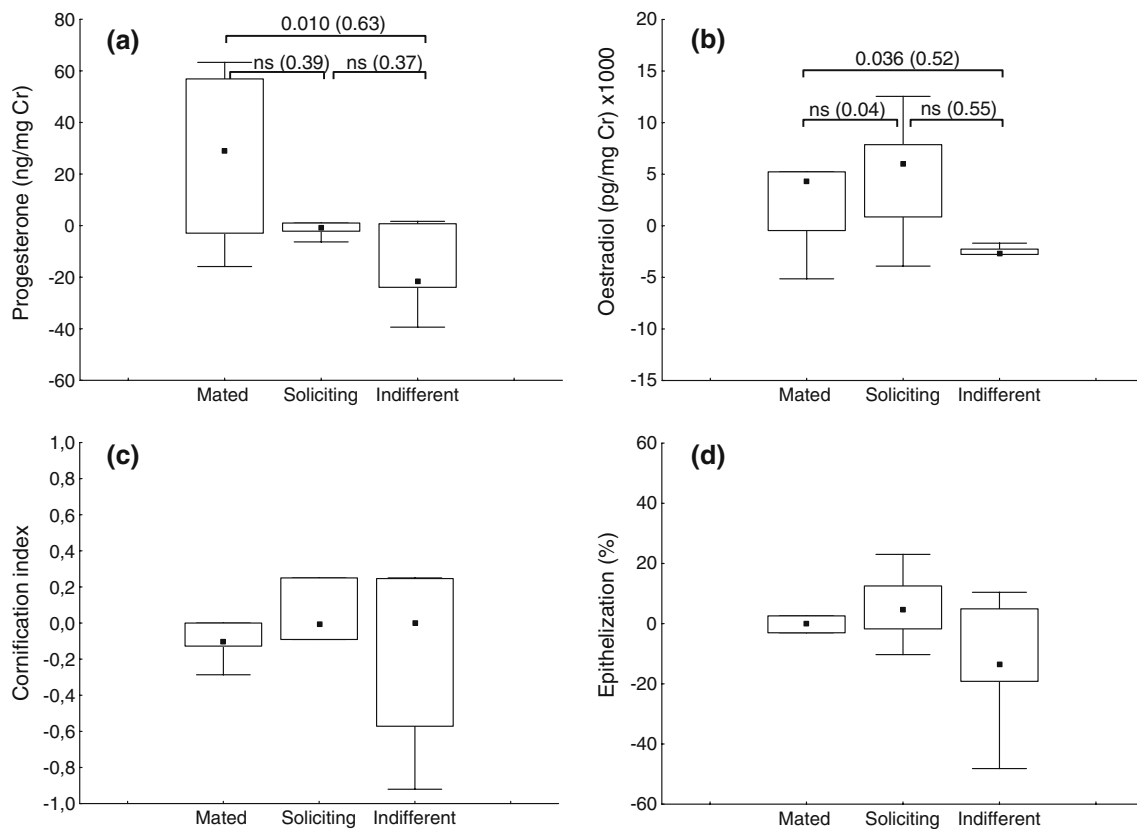 (a)
Progesterone (ng/mg Cr)
80
60
40
20
0
-20
-40
-60
0.010 (0.63)
ns (0.39)
ns (0.37)
Mated
Soliciting
Indifferent
(b)
Oestradiol (pg/mg Cr) x1000
20
15
10
5
0
-5
-10
-15
0.036 (0.52)
ns (0.04)
ns (0.55)
Mated
Soliciting
Indifferent
(c)
Cornification index
1,0
0,8
0,6
0,4
0,2
0,0
-0,2
-0,4
-0,6
-0,8
-1,0
Mated
Soliciting
Indifferent
(d)
Epithelization (%)
60
40
20
0
-20
-40
-60
Mated
Soliciting
Indifferent